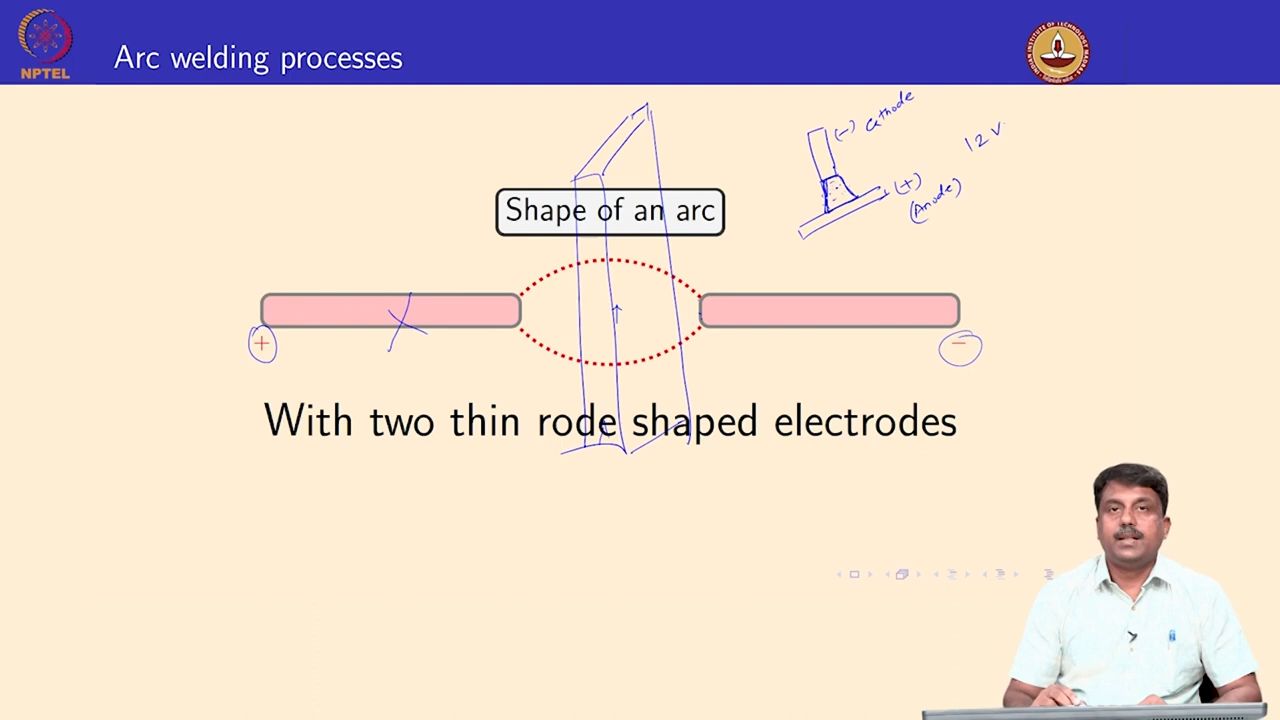 NPTEL
Arc welding processes
(-) Cathode
12 V
(+)
(Anode)
Shape of an arc
+
-
With two thin rode shaped electrodes